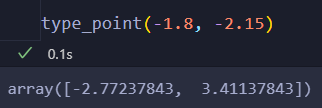 type_point(-1.8, -2.15)
0.1s
array([-2.77237843,  3.41137843])